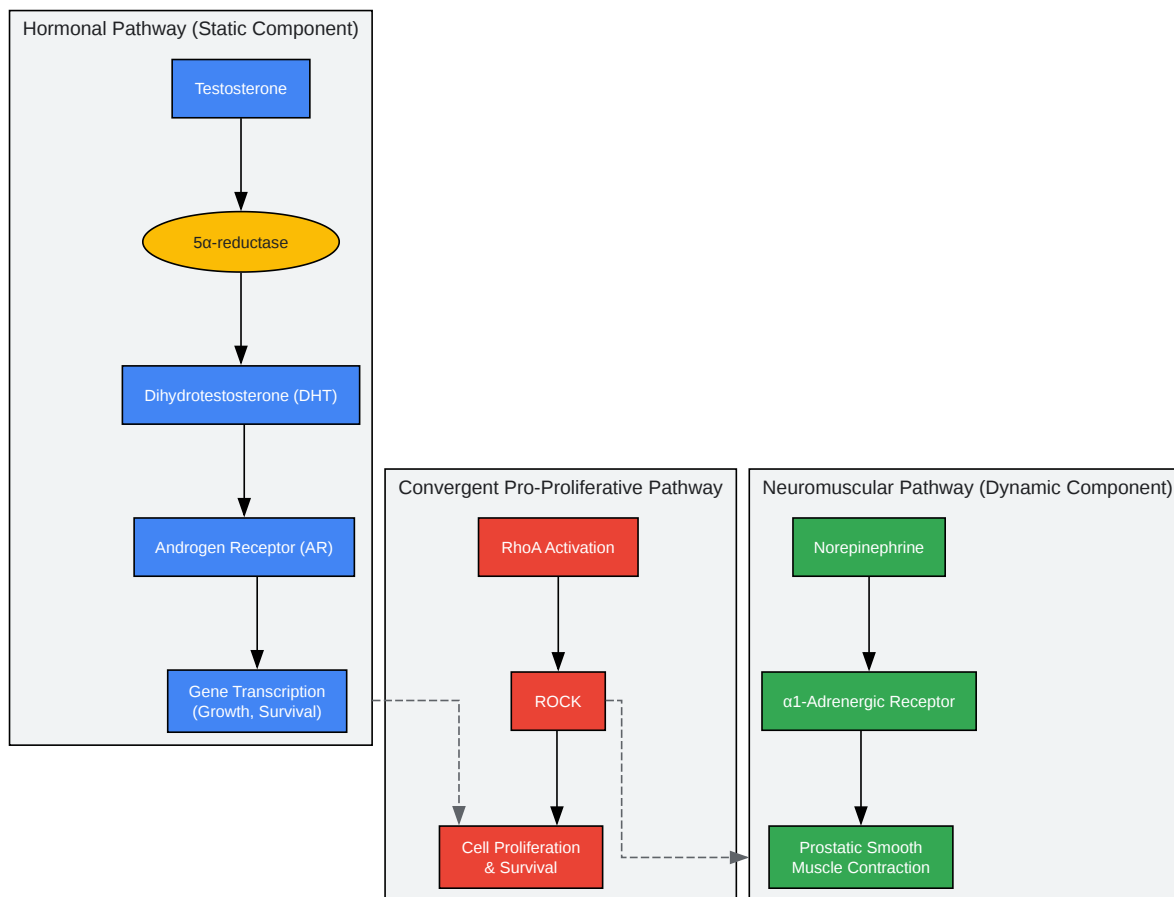 Hormonal Pathway (Static Component)
Testosterone
5α-reductase
Dihydrotestosterone (DHT)
Androgen Receptor (AR)
Gene Transcription
(Growth, Survival)
Convergent Pro-Proliferative Pathway
RhoA Activation
ROCK
Cell Proliferation
& Survival
Neuromuscular Pathway (Dynamic Component)
Norepinephrine
α1-Adrenergic Receptor
Prostatic Smooth
Muscle Contraction